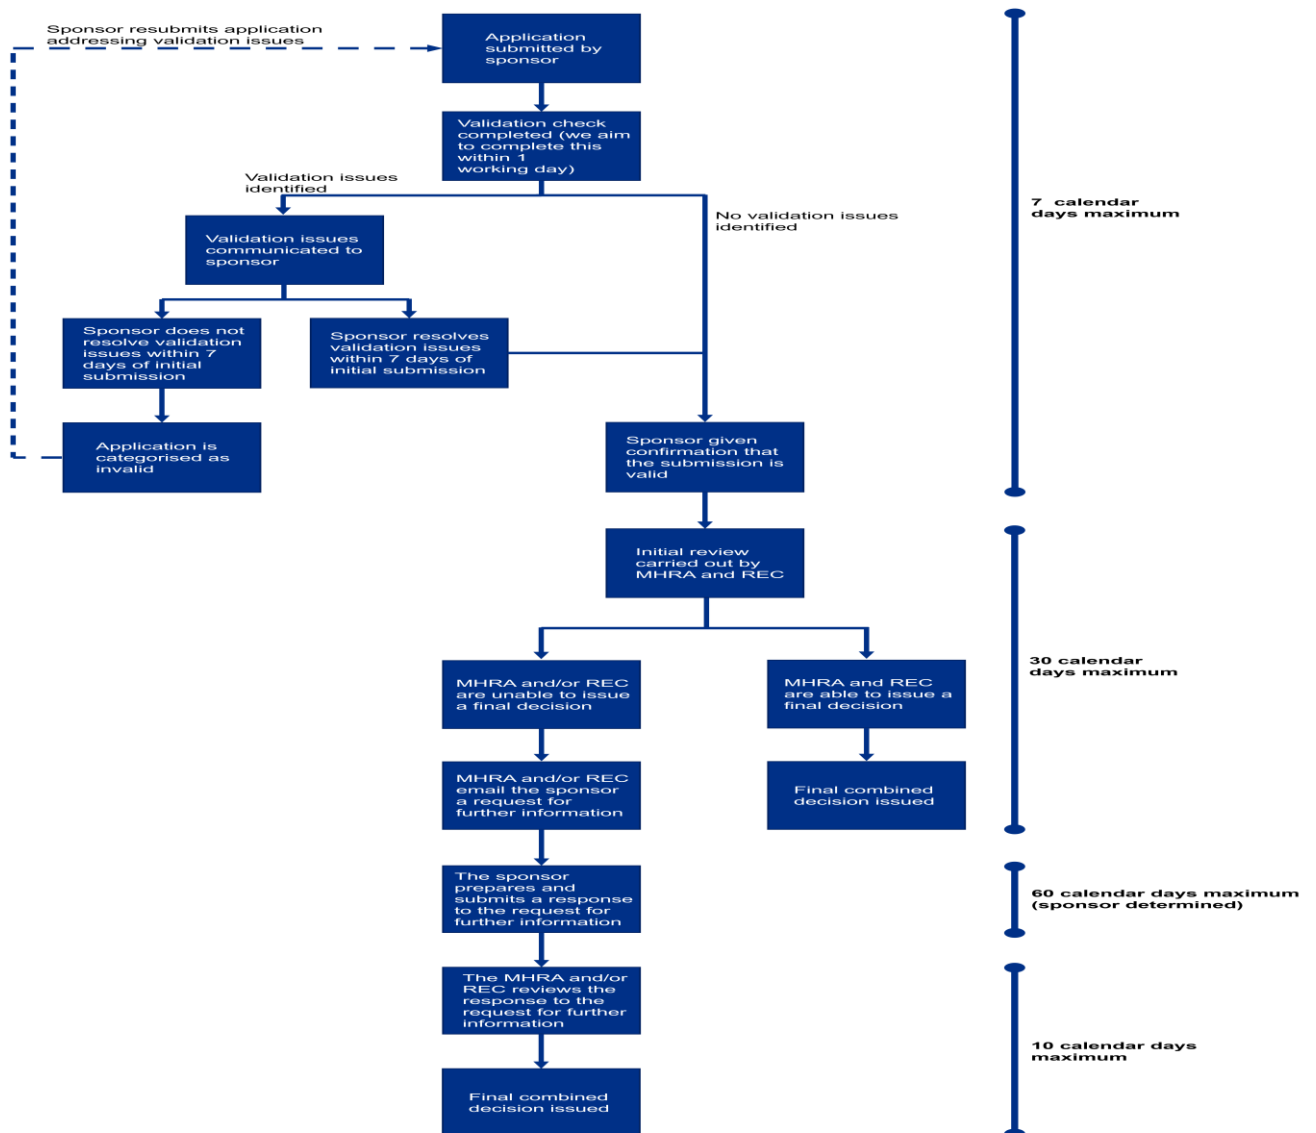 Sponsor resubmits application
addressing validation issues
Application
submitted by
sponsor
Validation check
completed (we aim
to complete this
within 1
working day)
Validation issues
identified
No validation issues
identified
7 calendar
days maximum
Validation issues
communicated to
sponsor
Sponsor does not
resolve validation
issues within 7
days of initial
submission
Sponsor resolves
validation issues
within 7 days of
initial submission
Application is
categorised as
invalid
Sponsor given
confirmation that
the submission is
valid
Initial review
carried out by
MHRA and REC
30 calendar
days maximum
MHRA and/or REC
are unable to issue
a final decision
MHRA and REC
are able to issue a
final decision
MHRA and/or REC
email the sponsor
a request for
further information
Final combined
decision issued
The sponsor
prepares and
submits a response
to the request for
further information
60 calendar days maximum
(sponsor determined)
The MHRA and/or
REC reviews the
response to the
request for further
information
10 calendar days
maximum
Final combined
decision issued